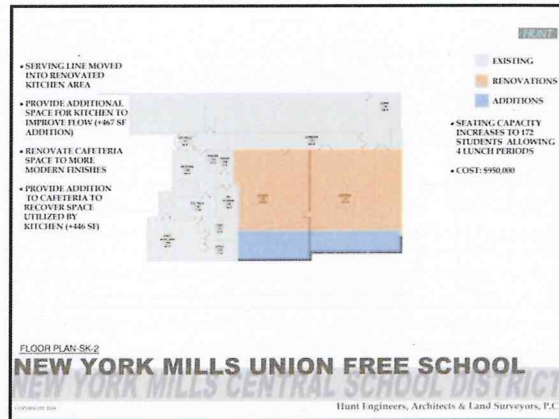 HUNT
• SERVING LINE MOVED
INTO RENOVATED
KITCHEN AREA
• PROVIDE ADDITIONAL
SPACE FOR KITCHEN TO
IMPROVE FLOW (+467 SF
ADDITION)
• RENOVATE CAFETERIA
SPACE TO MORE
MODERN FINISHES
• PROVIDE ADDITION
TO CAFETERIA TO
RECOVER SPACE
UTILIZED BY
KITCHEN (+446 SF)
EXISTING
RENOVATIONS
ADDITIONS
• SEATING CAPACITY
INCREASES TO 172
STUDENTS ALLOWING
4 LUNCH PERIODS
• COST: $950,000
FLOOR PLAN-SK-2
NEW YORK MILLS UNION FREE SCHOOL
NEW YORK MILLS CENTRAL SCHOOL DISTRICT
Hunt Engineers, Architects & Land Surveyors, P.C.